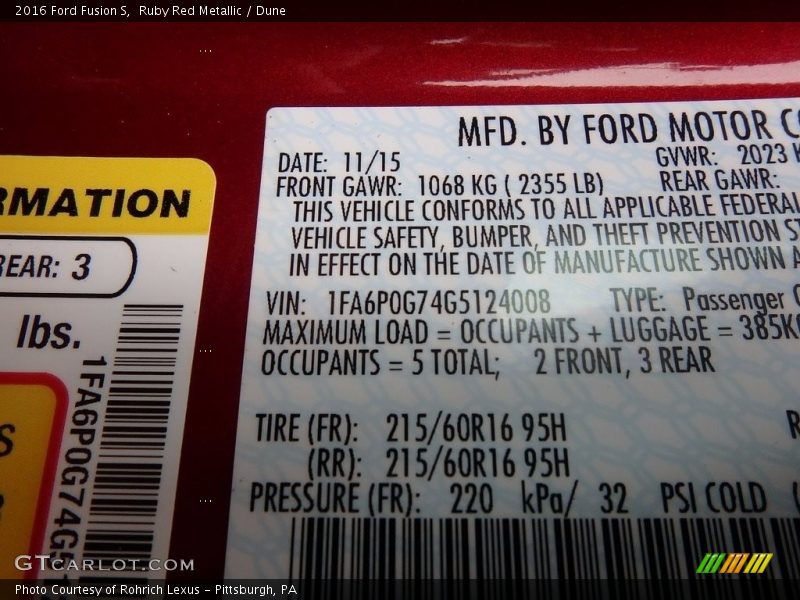 2016 Ford Fusion S,  Ruby Red Metallic / Dune
RMATION
REAR: 3
lbs.
1FA6P0G74G5
MFD. BY FORD MOTOR CO
DATE: 11/15
GVWR: 2023 K
FRONT GAWR: 1068 KG ( 2355 LB)
REAR GAWR:
THIS VEHICLE CONFORMS TO ALL APPLICABLE FEDERAL
VEHICLE SAFETY, BUMPER, AND THEFT PREVENTION ST
IN EFFECT ON THE DATE OF MANUFACTURE SHOWN A
VIN: 1FA6P0G74G5124008
TYPE: Passenger C
MAXIMUM LOAD = OCCUPANTS + LUGGAGE = 385KG
OCCUPANTS = 5 TOTAL; 2 FRONT, 3 REAR
TIRE (FR): 215/60R16 95H
R
(RR): 215/60R16 95H
PRESSURE (FR): 220 kPa/ 32 PSI COLD (
GTCARLOT.COM
Photo Courtesy of Rohrich Lexus – Pittsburgh, PA